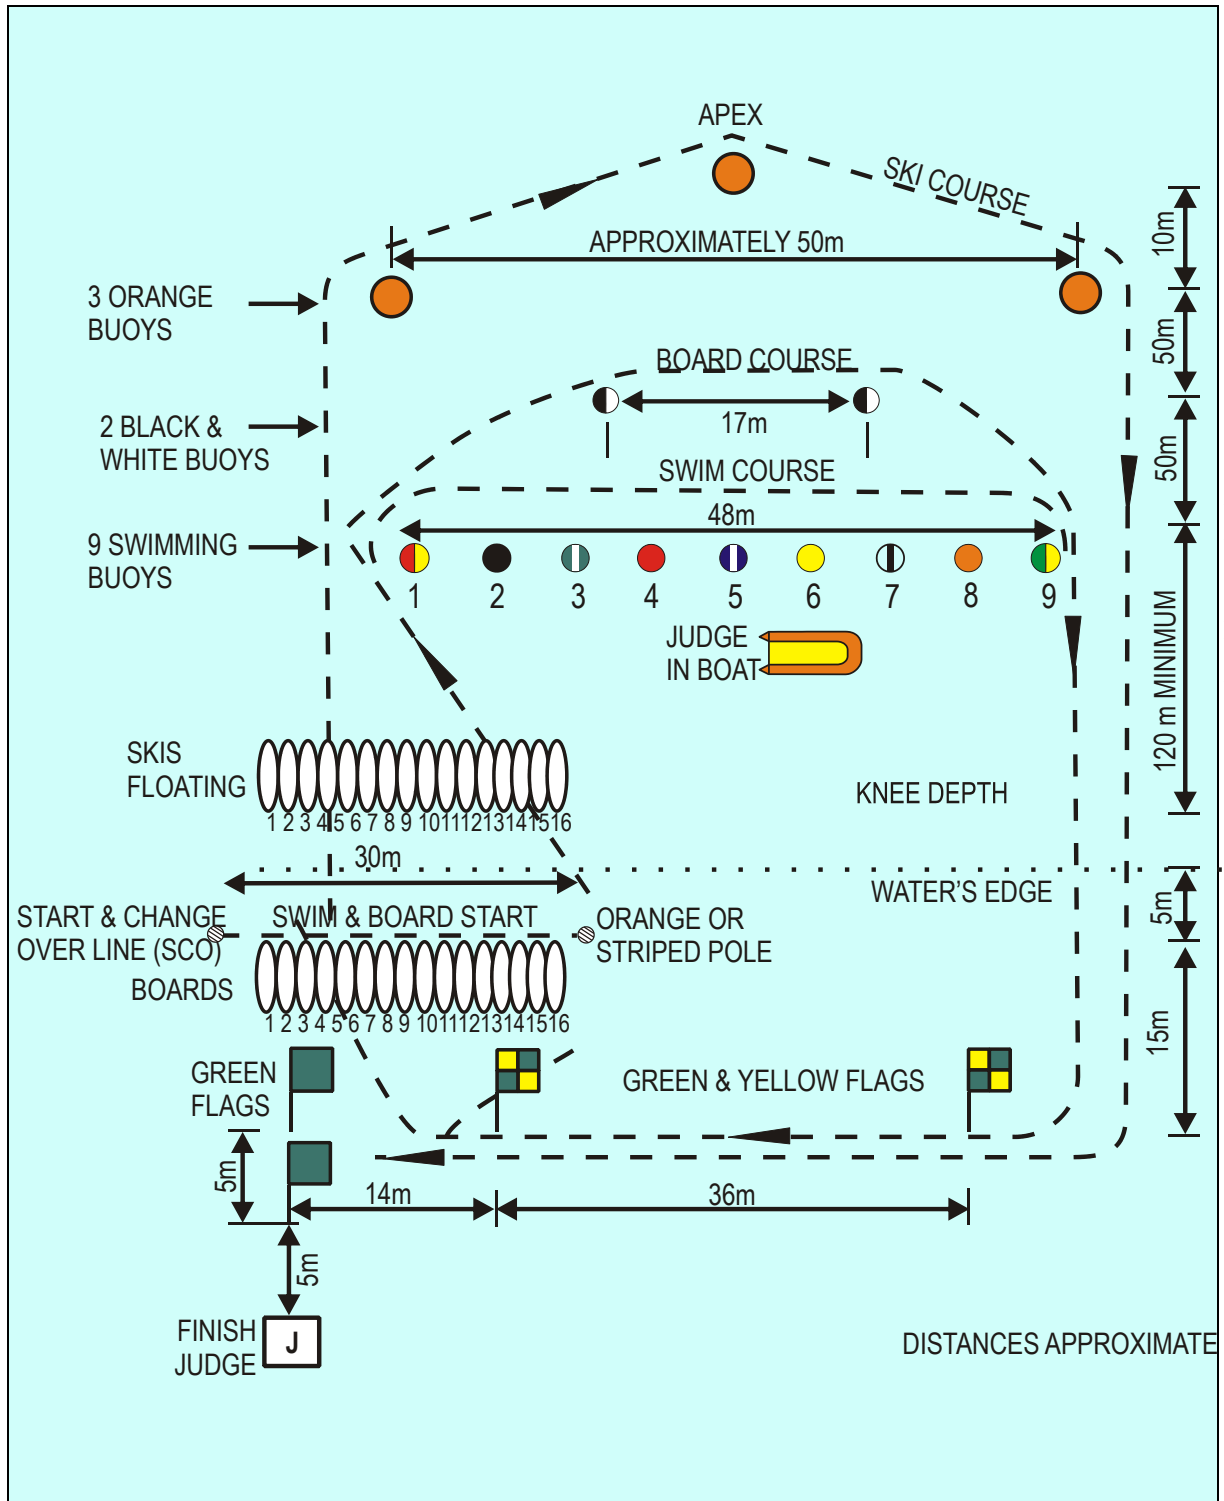 APEX
SKI COURSE
10m
APPROXIMATELY 50m
3 ORANGE
BUOYS
50m
BOARD COURSE
17m
2 BLACK &
WHITE BUOYS
50m
SWIM COURSE
48m
9 SWIMMING
BUOYS
1 2 3 4 5 6 7 8 9
JUDGE
IN BOAT
120 m MINIMUM
SKIS
FLOATING
KNEE DEPTH
1 2 3 4 5 6 7 8 9 10 11 12 13 14 15 16
30m
WATER'S EDGE
5m
START & CHANGE
OVER LINE (SCO)
SWIM & BOARD START
ORANGE OR
STRIPED POLE
BOARDS
1 2 3 4 5 6 7 8 9 10 11 12 13 14 15 16
15m
GREEN
FLAGS
GREEN & YELLOW FLAGS
5m
14m
36m
5m
FINISH
JUDGE
J
DISTANCES APPROXIMATE